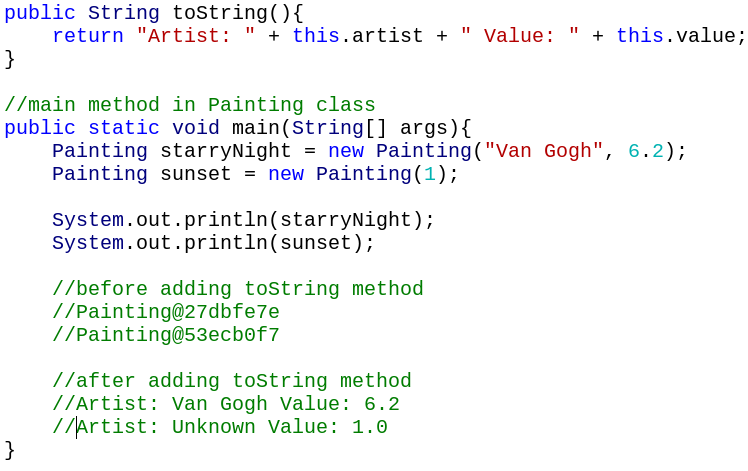 public String toString(){
    return "Artist: " + this.artist + " Value: " + this.value;
}

//main method in Painting class
public static void main(String[] args){
    Painting starryNight = new Painting("Van Gogh", 6.2);
    Painting sunset = new Painting(1);

    System.out.println(starryNight);
    System.out.println(sunset);

    //before adding toString method
    //Painting@27dbfe7e
    //Painting@53ecb0f7

    //after adding toString method
    //Artist: Van Gogh Value: 6.2
    //Artist: Unknown Value: 1.0
}